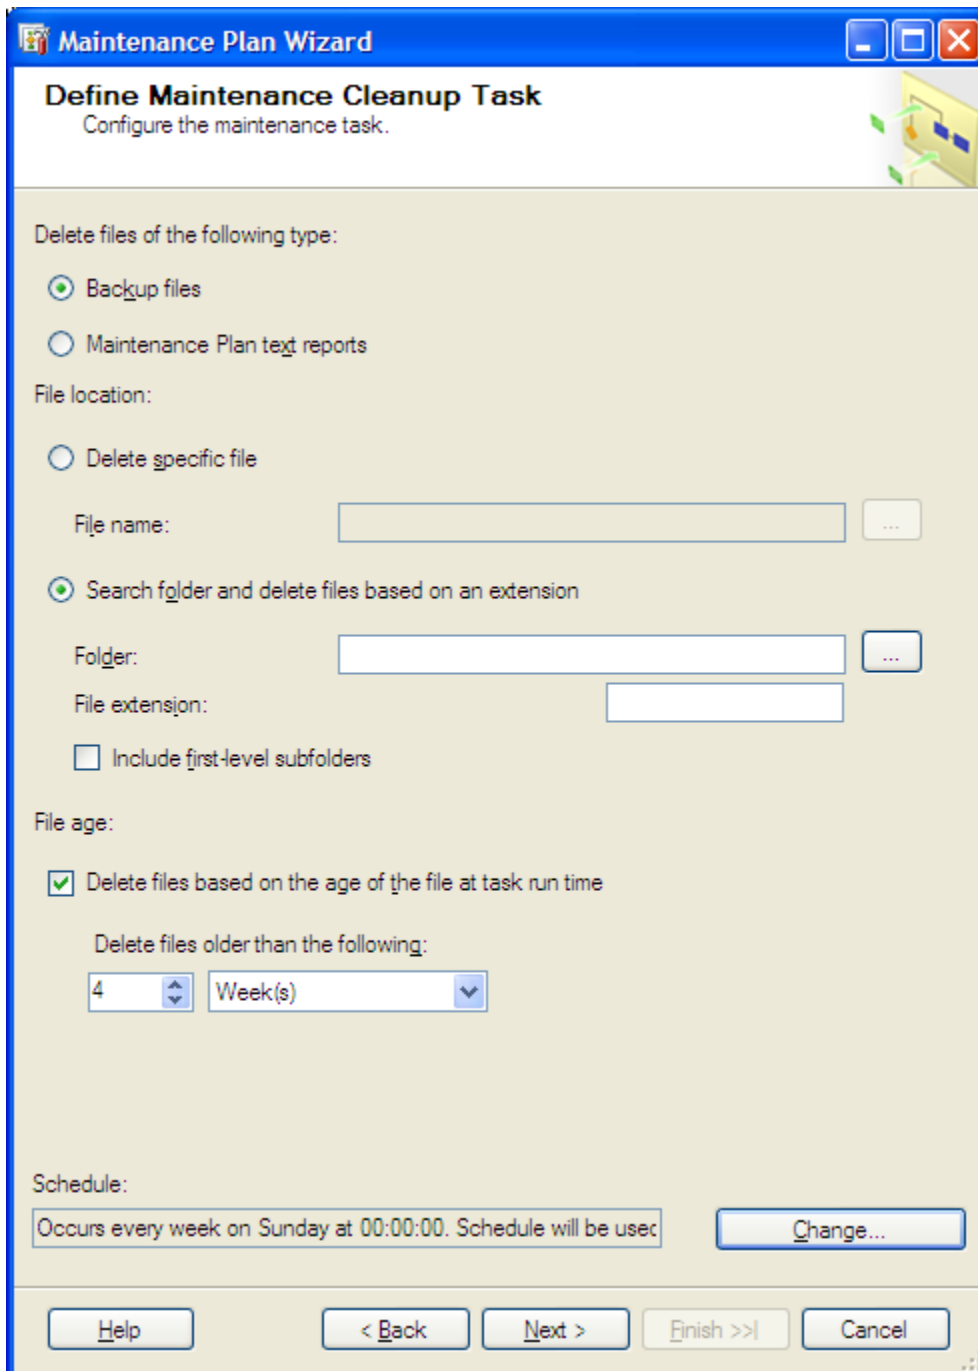 Maintenance Plan Wizard
Define Maintenance Cleanup Task
Configure the maintenance task.
Delete files of the following type:
Backup files
Maintenance Plan text reports
File location:
Delete specific file
File name:
...
Search folder and delete files based on an extension
Folder:
...
File extension:
Include first-level subfolders
File age:
Delete files based on the age of the file at task run time
Delete files older than the following:
4 Week(s)
Schedule:
Occurs every week on Sunday at 00:00:00. Schedule will be used
Change...
Help < Back Next > Finish >>| Cancel